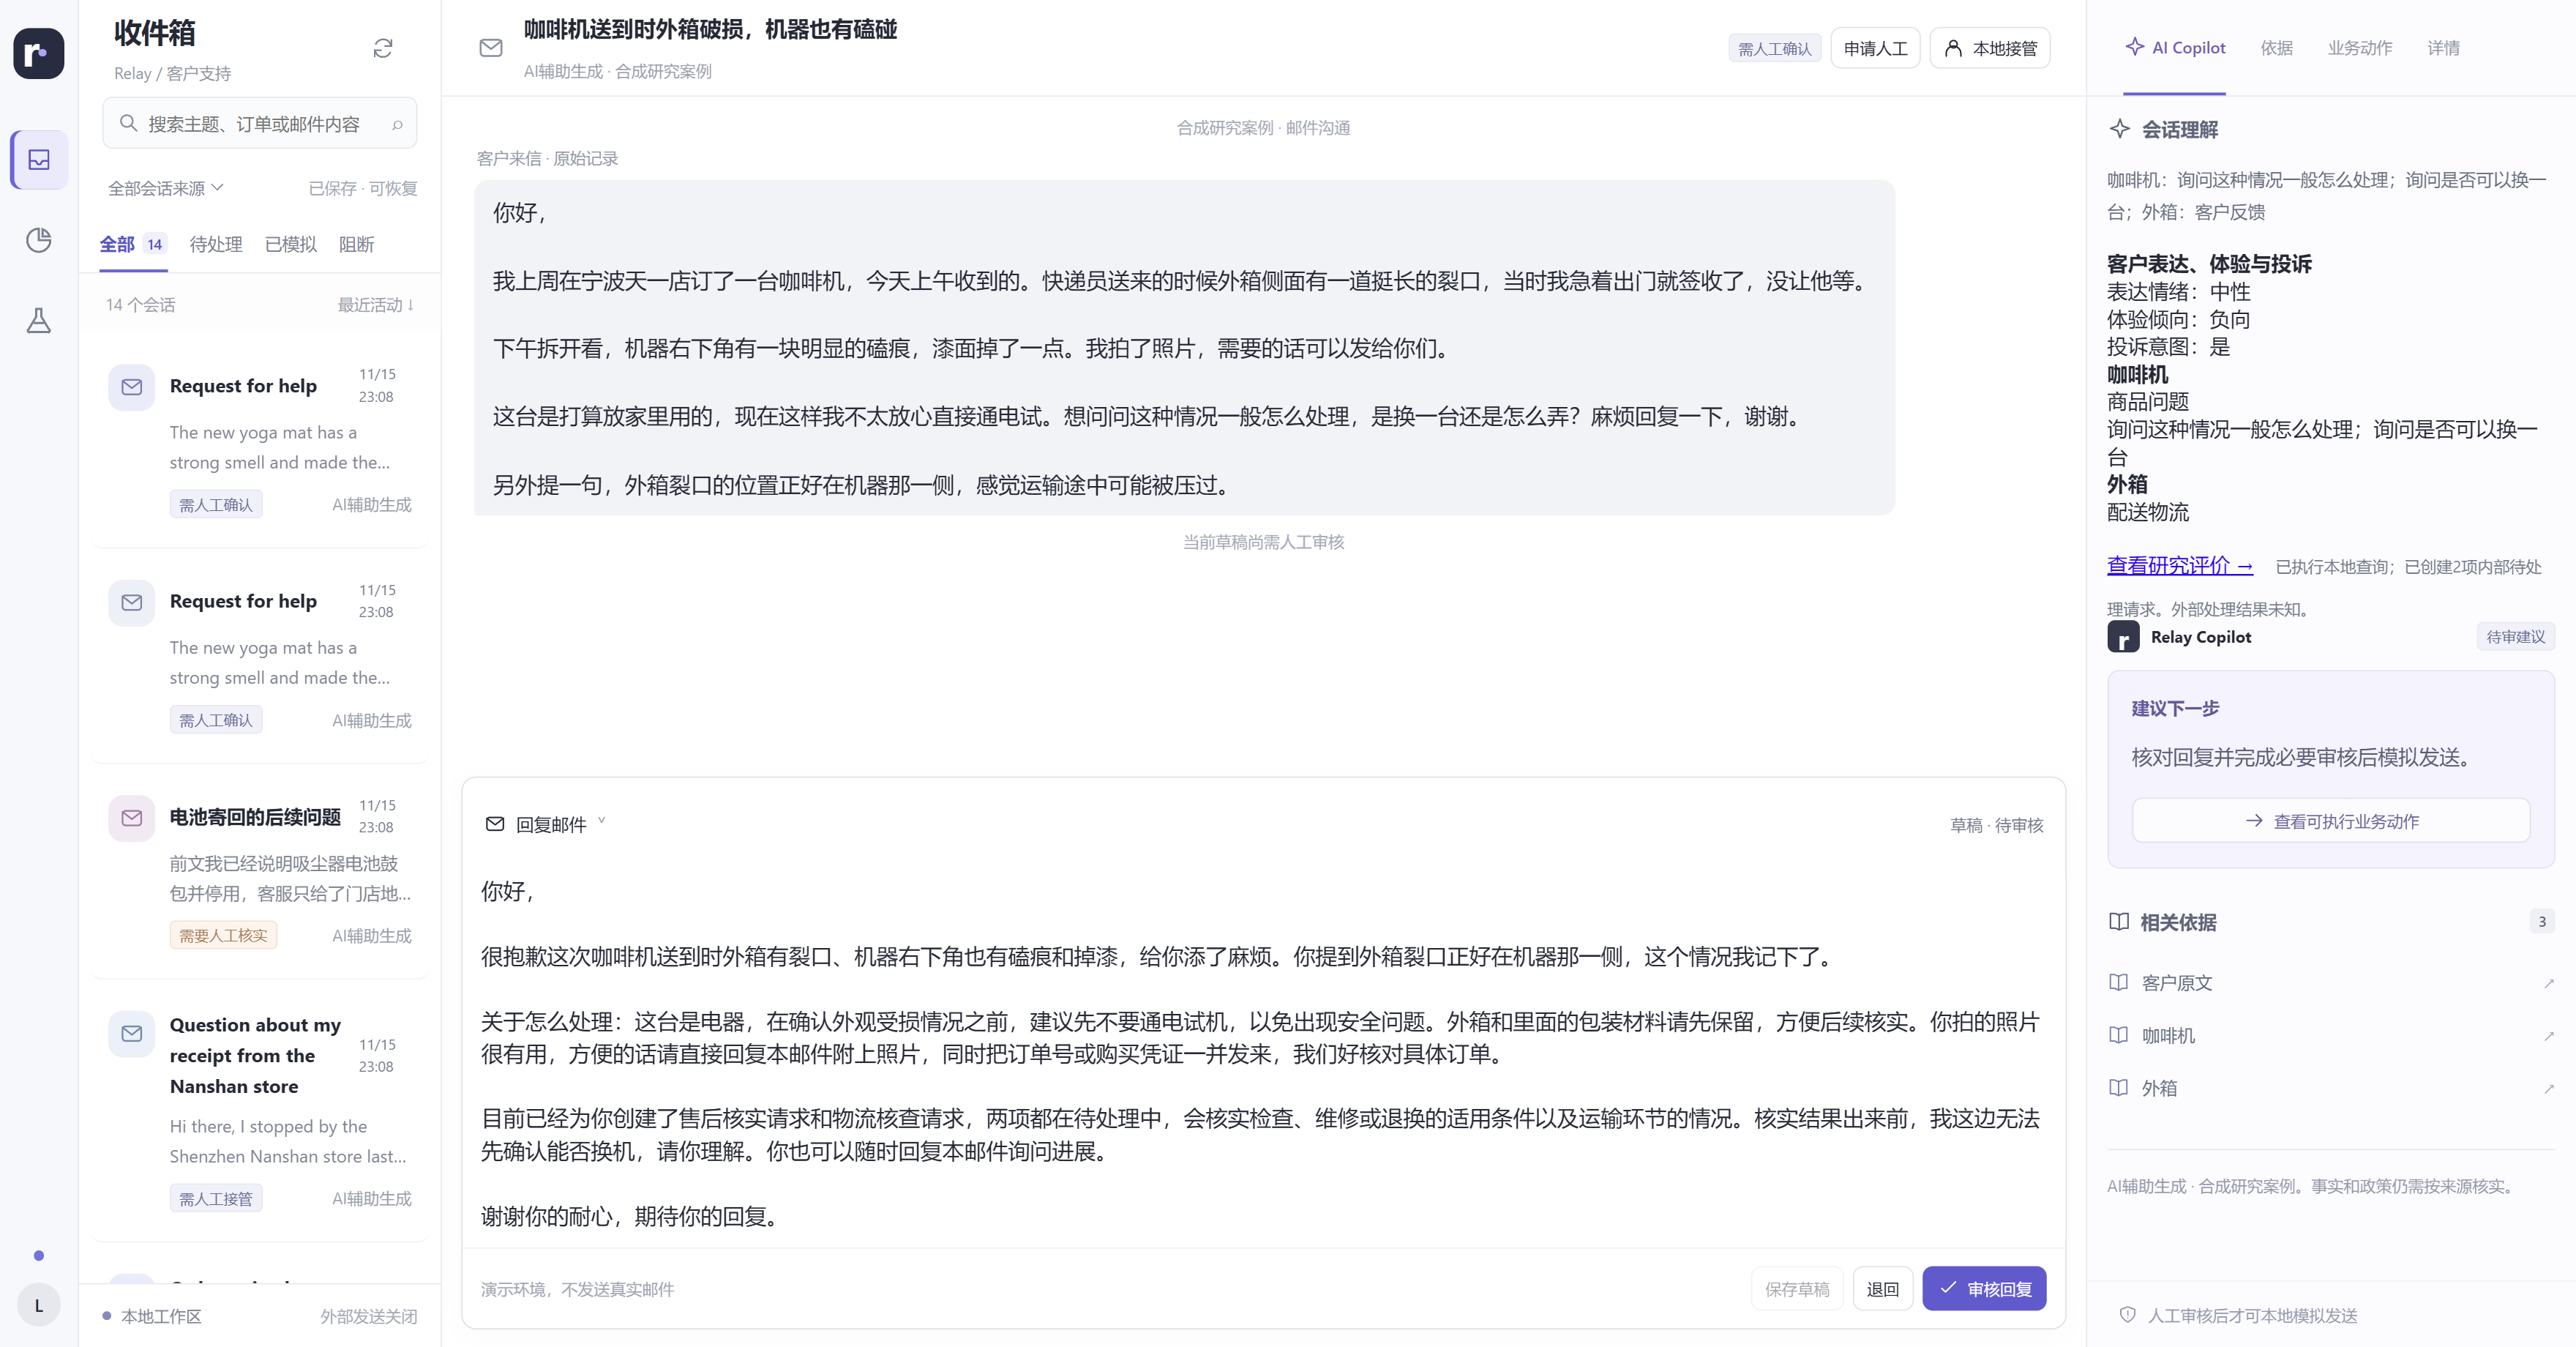 r
收件箱
Relay / 客户支持
搜索主题、订单或邮件内容
全部会话来源
已保存 · 可恢复
全部 14 待处理 已模拟 阻断
14 个会话
最近活动 ↓
Request for help
11/15
23:08
The new yoga mat has a
strong smell and made the...
需人工确认
AI辅助生成
Request for help
11/15
23:08
The new yoga mat has a
strong smell and made the...
需人工确认
AI辅助生成
电池寄回的后续问题
11/15
23:08
前文我已经说明吸尘器电池鼓
包并停用，客服只给了门店地...
需要人工核实
AI辅助生成
Question about my
receipt from the
Nanshan store
11/15
23:08
Hi there, I stopped by the
Shenzhen Nanshan store last...
需人工接管
AI辅助生成
L
本地工作区
外部发送关闭
咖啡机送到时外箱破损，机器也有磕碰
AI辅助生成 · 合成研究案例
需人工确认
申请人工
本地接管
合成研究案例 · 邮件沟通
客户来信 · 原始记录
你好，
我上周在宁波天一店订了一台咖啡机，今天上午收到的。快递员送来的时候外箱侧面有一道挺长的裂口，当时我急着出门就签收了，没让他等。
下午拆开看，机器右下角有一块明显的磕痕，漆面掉了一点。我拍了照片，需要的话可以发给你们。
这台是打算放家里用的，现在这样我不太放心直接通电试。想问问这种情况一般怎么处理，是换一台还是怎么弄？麻烦回复一下，谢谢。
另外提一句，外箱裂口的位置正好在机器那一侧，感觉运输途中可能被压过。
当前草稿尚需人工审核
回复邮件
草稿 · 待审核
你好，
很抱歉这次咖啡机送到时外箱有裂口、机器右下角也有磕痕和掉漆，给你添了麻烦。你提到外箱裂口正好在机器那一侧，这个情况我记下了。
关于怎么处理：这台是电器，在确认外观受损情况之前，建议先不要通电试机，以免出现安全问题。外箱和里面的包装材料请先保留，方便后续核实。你拍的照片
很有用，方便的话请直接回复本邮件附上照片，同时把订单号或购买凭证一并发来，我们好核对具体订单。
目前已经为你创建了售后核实请求和物流核查请求，两项都在待处理中，会核实检查、维修或退换的适用条件以及运输环节的情况。核实结果出来前，我这边无法
先确认能否换机，请你理解。你也可以随时回复本邮件询问进展。
谢谢你的耐心，期待你的回复。
演示环境，不发送真实邮件
保存草稿
退回
审核回复
AI Copilot 依据 业务动作 详情
会话理解
咖啡机：询问这种情况一般怎么处理；询问是否可以换一
台；外箱：客户反馈
客户表达、体验与投诉
表达情绪：中性
体验倾向：负向
投诉意图：是
咖啡机
商品问题
询问这种情况一般怎么处理；询问是否可以换一
台
外箱
配送物流
查看研究评价 → 已执行本地查询；已创建2项内部待处
理请求。外部处理结果未知。
r
Relay Copilot
待审建议
建议下一步
核对回复并完成必要审核后模拟发送。
→ 查看可执行业务动作
相关依据
3
客户原文
咖啡机
外箱
AI辅助生成 · 合成研究案例。事实和政策仍需按来源核实。
人工审核后才可本地模拟发送